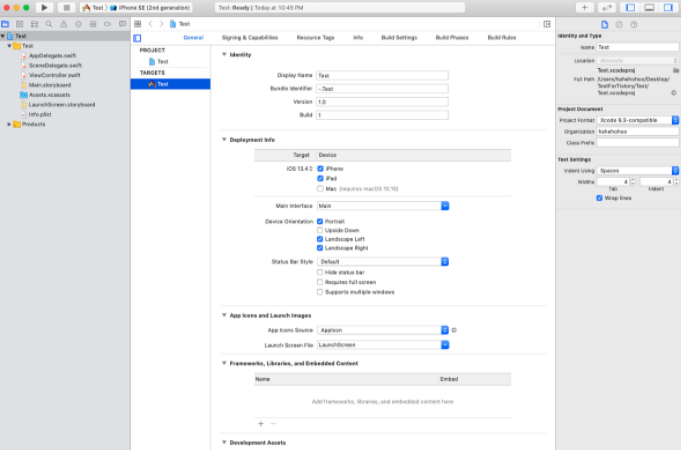 Test
iPhone SE (2nd generation)
Test: Ready | Today at 10:45 PM
Test
Test
AppDelegate.swift
SceneDelegate.swift
ViewController.swift
Main.storyboard
Assets.xcassets
LaunchScreen.storyboard
Info.plist
Products
Test
General
Signing & Capabilities
Resource Tags
Info
Build Settings
Build Phases
Build Rules
PROJECT
Test
TARGETS
Test
Identity
Display Name Test
Bundle Identifier -.Test
Version 1.0
Build 1
Deployment Info
Target Device
iOS 13.4 iPhone
iPad
Mac (requires macOS 10.15)
Main Interface Main
Device Orientation Portrait
Upside Down
Landscape Left
Landscape Right
Status Bar Style Default
Hide status bar
Requires full screen
Supports multiple windows
App Icons and Launch Images
App Icons Source AppIcon
Launch Screen File LaunchScreen
Frameworks, Libraries, and Embedded Content
Name Embed
Add frameworks, libraries, and embedded content here
Development Assets
Identity and Type
Name Test
Location Absolute
Test.xcodeproj
Full Path /Users/hahehohoo/Desktop/
TestForTistory/Test/
Test.xcodeproj
Project Document
Project Format Xcode 9.3-compatible
Organization hahehohoo
Class Prefix
Text Settings
Indent Using Spaces
Widths 4 4
Tab Indent
Wrap lines